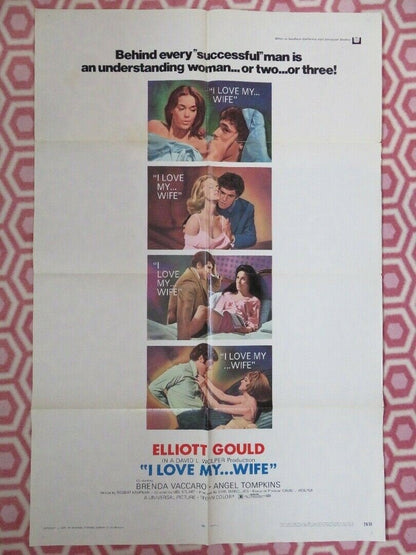 Behind every "successful" man is
an understanding woman...or two...or three!
"I LOVE MY...
WIFE"
"I
LOVE
MY...
WIFE"
"I
LOVE
MY...
WIFE"
"I LOVE MY
...WIFE"
ELLIOTT GOULD
IN A DAVID L. WOLPER Production
"I LOVE MY...WIFE"
BRENDA VACCARO · ANGEL TOMPKINS
A UNIVERSAL PICTURE